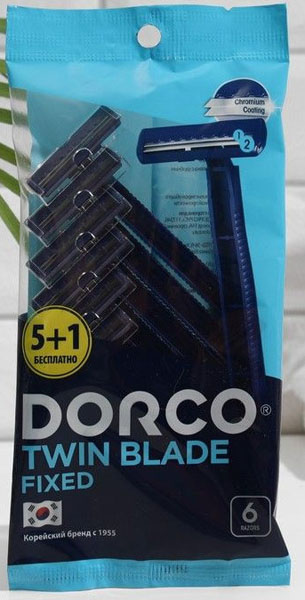 Chromium
Coating
1
2
5+1
БЕСПЛАТНО
DORCO®
TWIN BLADE
FIXED
Корейский бренд с 1955
6
RAZORS